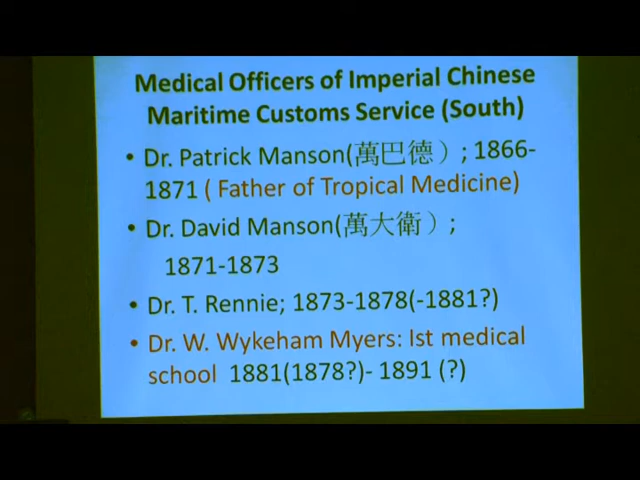 Medical Officers of Imperial Chinese
Maritime Customs Service (South)
• Dr. Patrick Manson(萬巴德）; 1866-
1871 ( Father of Tropical Medicine)
• Dr. David Manson(萬大衛）;
1871-1873
• Dr. T. Rennie; 1873-1878(-1881?)
• Dr. W. Wykeham Myers: Ist medical
school 1881(1878?)- 1891 (?)